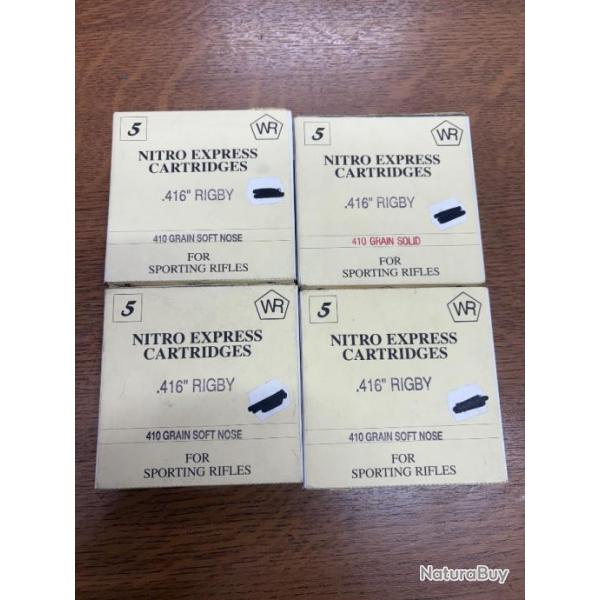 5
WR
NITRO EXPRESS
CARTRIDGES
.416" RIGBY
410 GRAIN SOFT NOSE
FOR
SPORTING RIFLES
5
WR
NITRO EXPRESS
CARTRIDGES
.416" RIGBY
410 GRAIN SOLID
FOR
SPORTING RIFLES
5
WR
NITRO EXPRESS
CARTRIDGES
.416" RIGBY
410 GRAIN SOFT NOSE
FOR
SPORTING RIFLES
5
WR
NITRO EXPRESS
CARTRIDGES
.416" RIGBY
410 GRAIN SOFT NOSE
FOR
SPORTING RIFLES
NaturaBuy